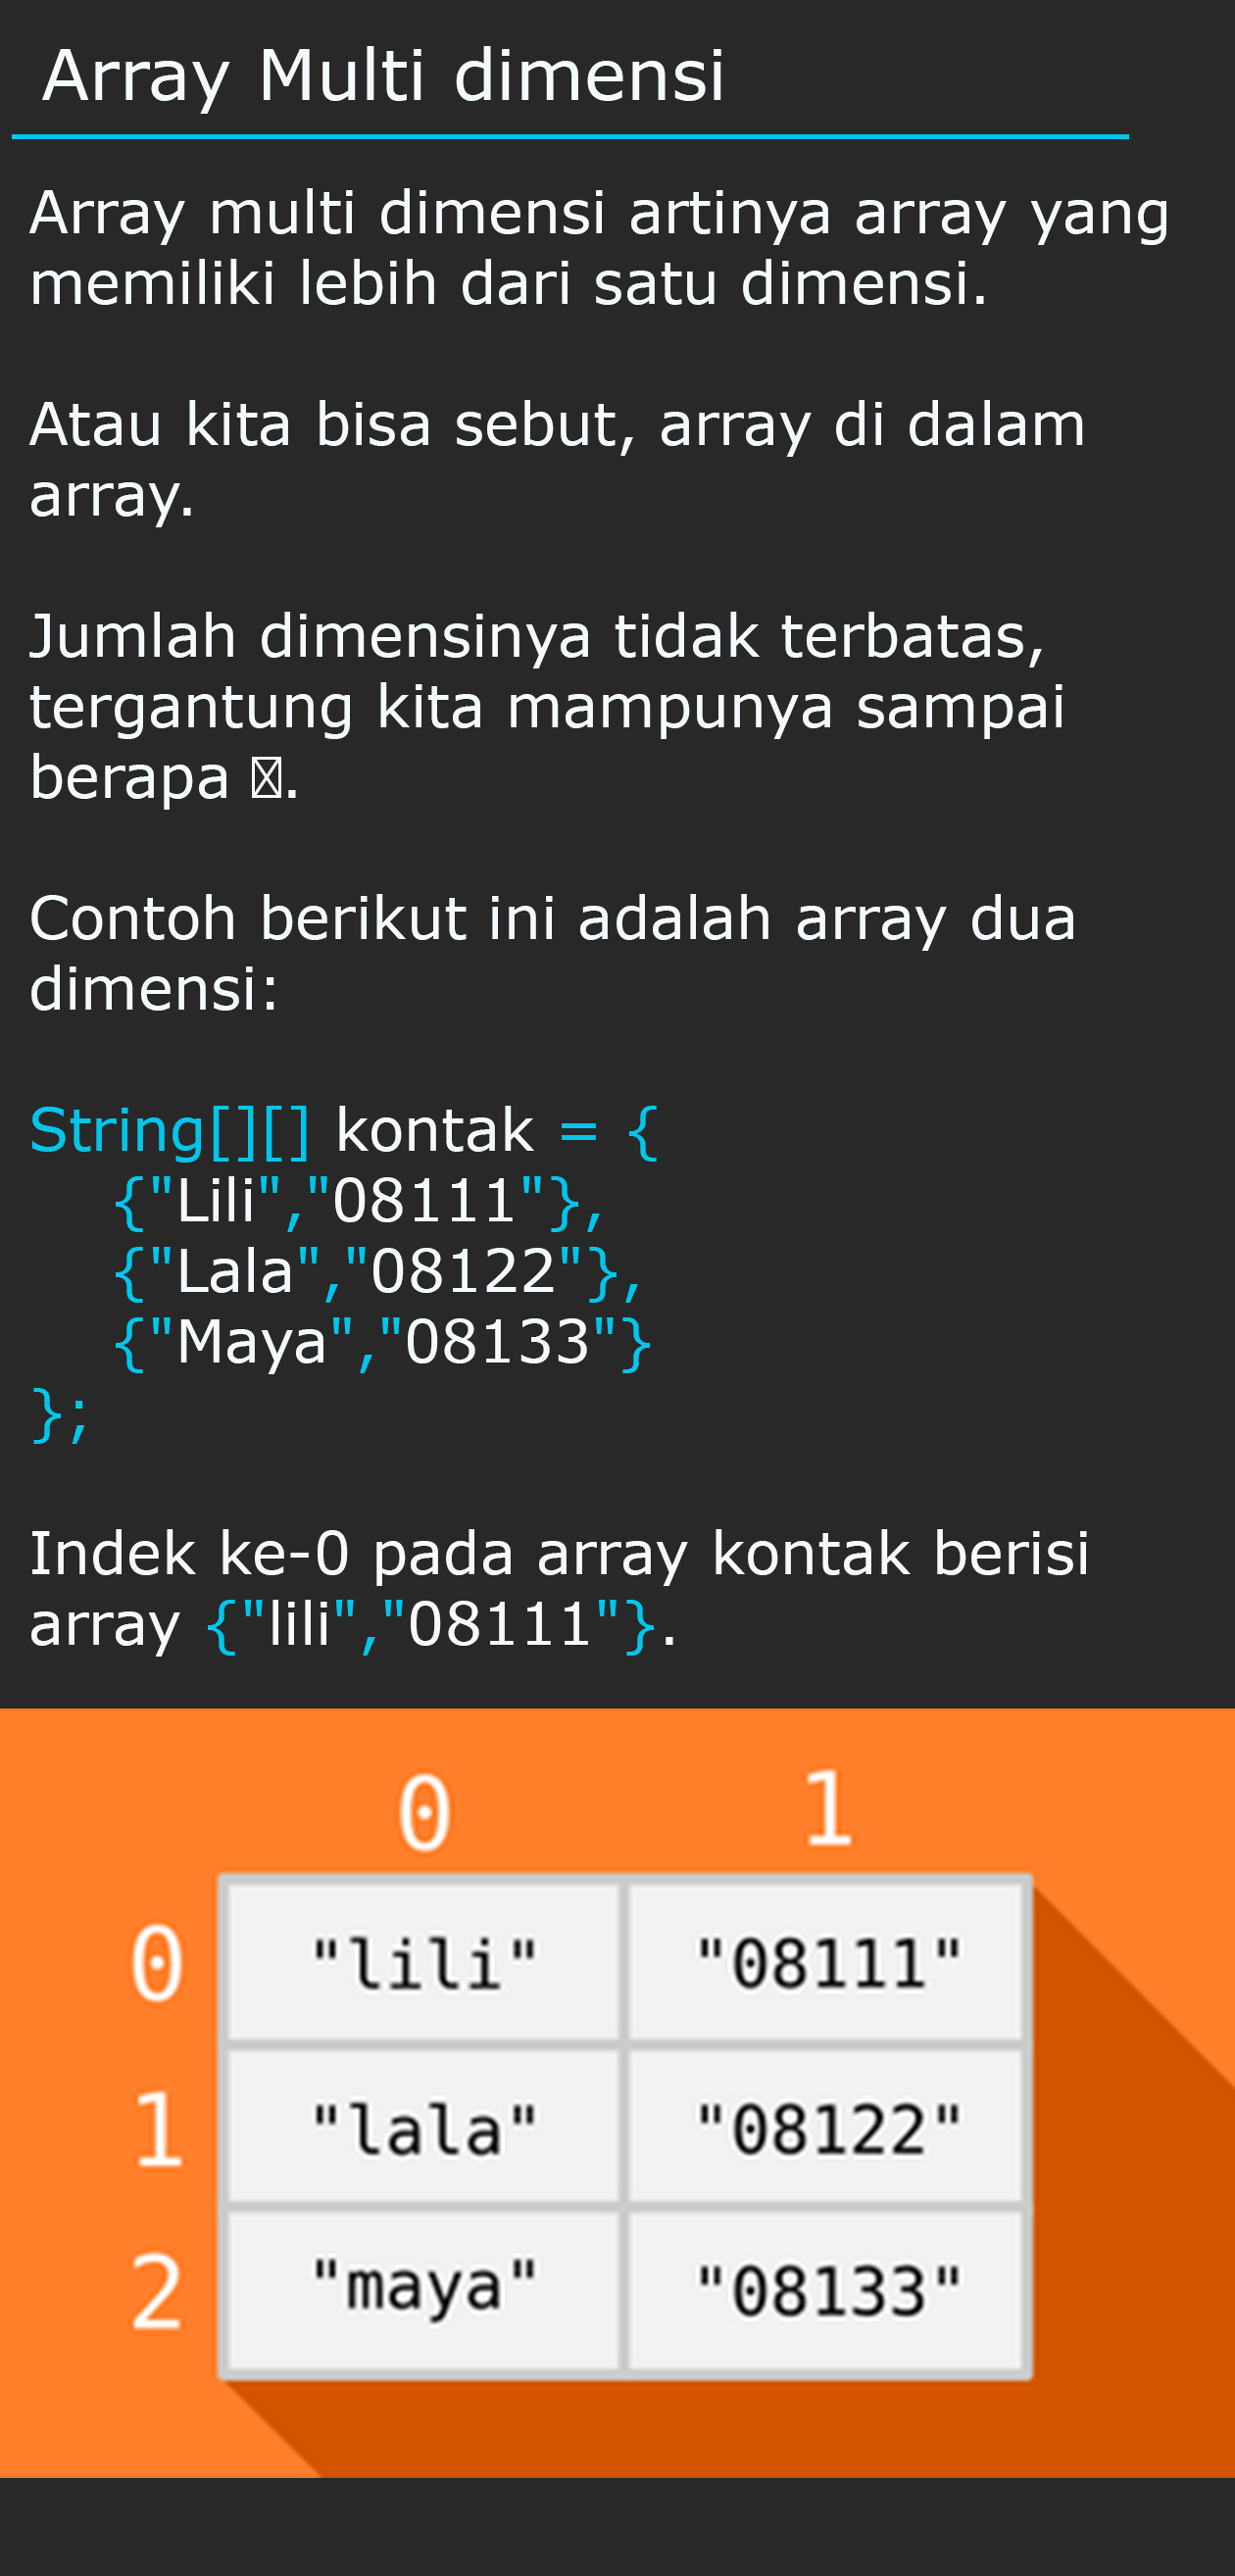 Array Multi dimensi
Array multi dimensi artinya array yang
memiliki lebih dari satu dimensi.
Atau kita bisa sebut, array di dalam
array.
Jumlah dimensinya tidak terbatas,
tergantung kita mampunya sampai
berapa .
Contoh berikut ini adalah array dua
dimensi:
String[][] kontak = {
{"Lili","08111"},
{"Lala","08122"},
{"Maya","08133"}
};
Indek ke-0 pada array kontak berisi
array {"lili","08111"}.
0 1
0 "lili" "08111"
1 "lala" "08122"
2 "maya" "08133"